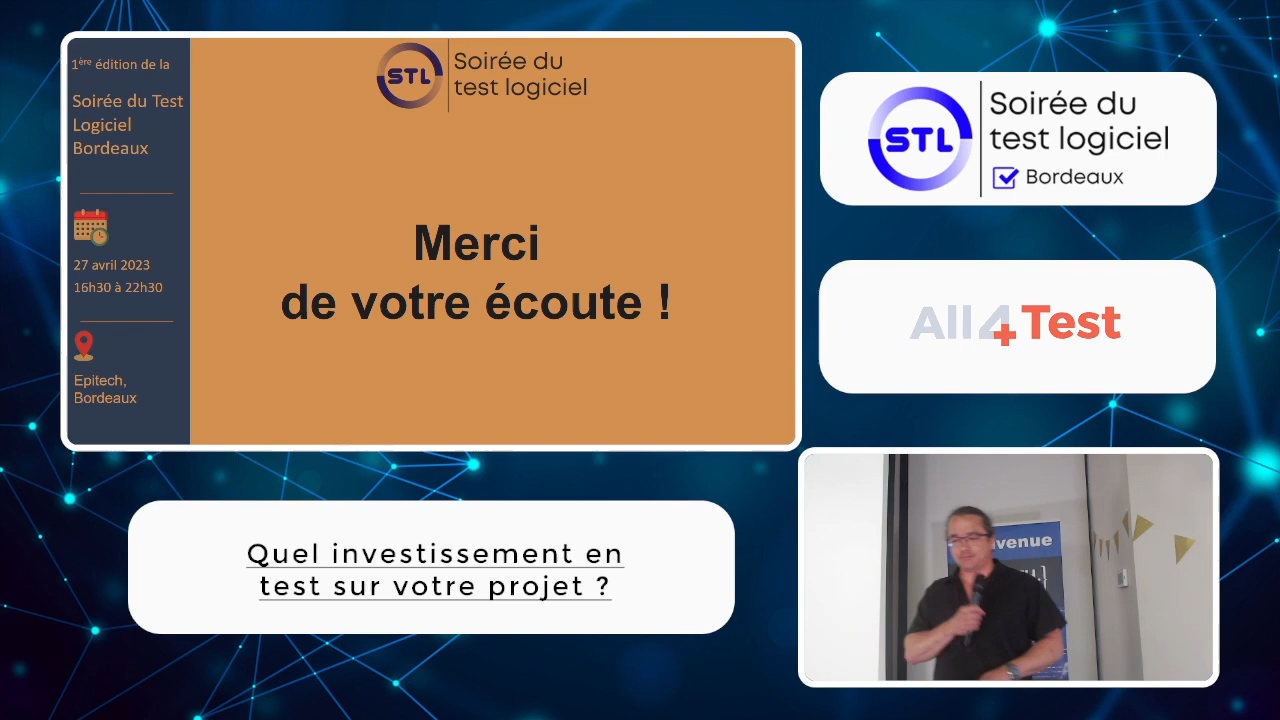 1ère édition de la
Soirée du Test
Logiciel
Bordeaux
27 avril 2023
16h30 à 22h30
Epitech,
Bordeaux
STL
Soirée du
test logiciel
Merci
de votre écoute !
STL
Soirée du
test logiciel
Bordeaux
All4Test
Quel investissement en
test sur votre projet ?
venue